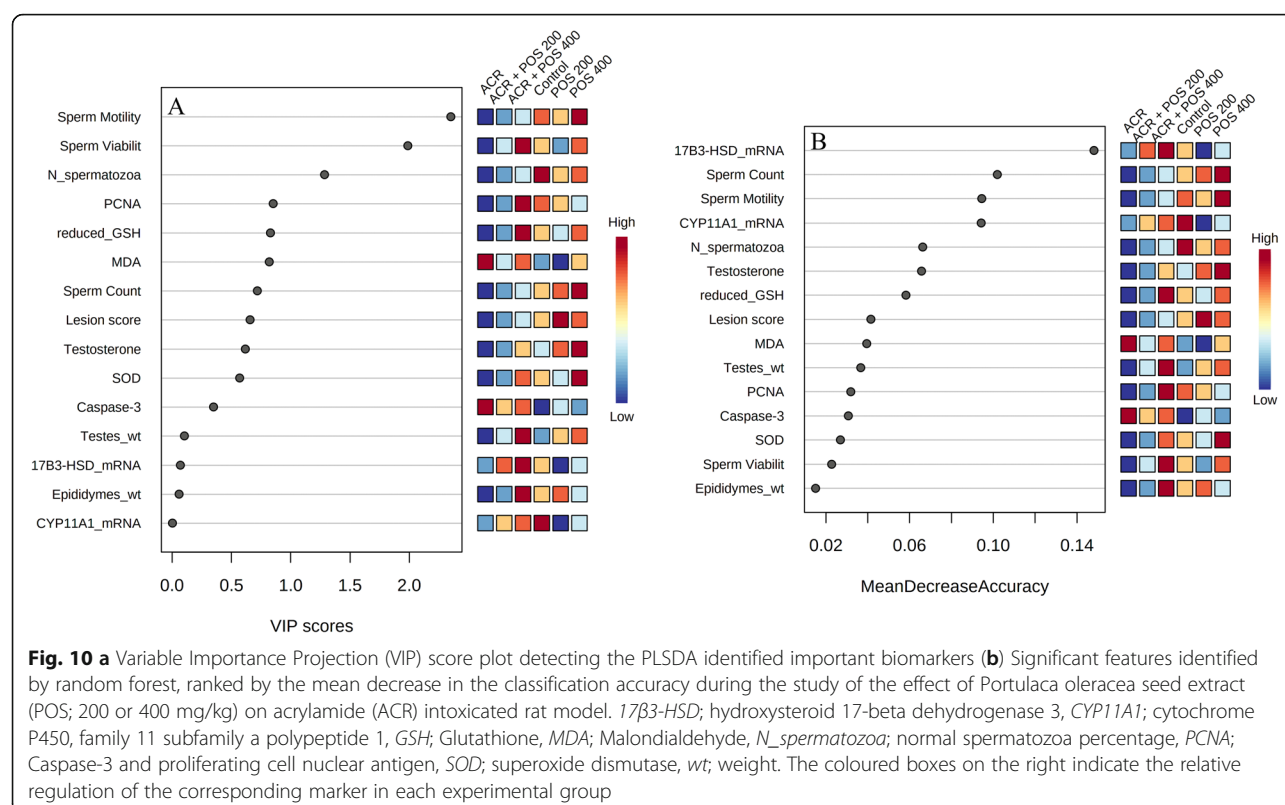 A
ACR
ACR + POS 200
ACR + POS 400
Control
POS 200
POS 400
Sperm Motility
Sperm Viabilit
N_spermatozoa
PCNA
reduced_GSH
MDA
Sperm Count
Lesion score
Testosterone
SOD
Caspase-3
Testes_wt
17B3-HSD_mRNA
Epididymes_wt
CYP11A1_mRNA
High
Low
0.0 0.5 1.0 1.5 2.0
VIP scores
B
ACR
ACR + POS 200
ACR + POS 400
Control
POS 200
POS 400
17B3-HSD_mRNA
Sperm Count
Sperm Motility
CYP11A1_mRNA
N_spermatozoa
Testosterone
reduced_GSH
Lesion score
MDA
Testes_wt
PCNA
Caspase-3
SOD
Sperm Viabilit
Epididymes_wt
High
Low
0.02 0.06 0.10 0.14
MeanDecreaseAccuracy
Fig. 10 a Variable Importance Projection (VIP) score plot detecting the PLSDA identified important biomarkers (b) Significant features identified
by random forest, ranked by the mean decrease in the classification accuracy during the study of the effect of Portulaca oleracea seed extract
(POS; 200 or 400 mg/kg) on acrylamide (ACR) intoxicated rat model. 17β3-HSD; hydroxysteroid 17-beta dehydrogenase 3, CYP11A1; cytochrome
P450, family 11 subfamily a polypeptide 1, GSH; Glutathione, MDA; Malondialdehyde, N_spermatozoa; normal spermatozoa percentage, PCNA;
Caspase-3 and proliferating cell nuclear antigen, SOD; superoxide dismutase, wt; weight. The coloured boxes on the right indicate the relative
regulation of the corresponding marker in each experimental group